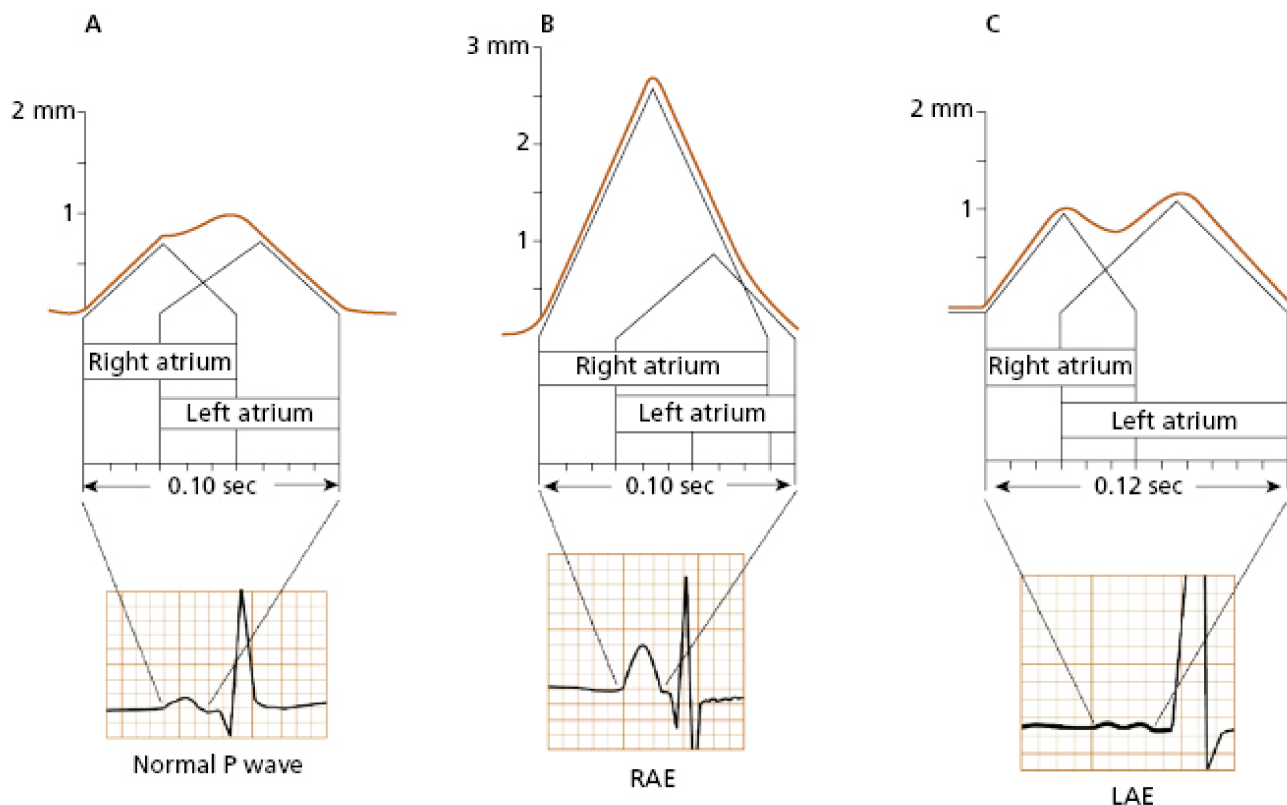 A
2 mm
1
Right atrium
Left atrium
0.10 sec
Normal P wave
B
3 mm
2
1
Right atrium
Left atrium
0.10 sec
RAE
C
2 mm
1
Right atrium
Left atrium
0.12 sec
LAE